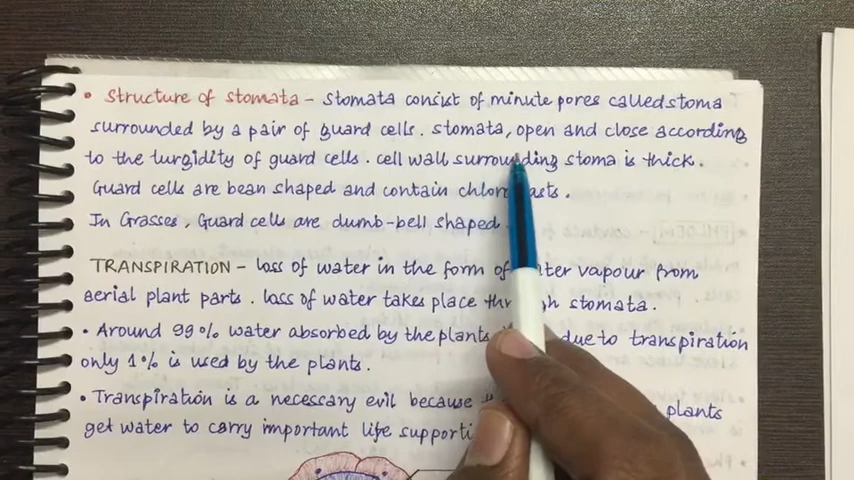 • Structure of stomata - stomata consist of minute pores called stoma
surrounded by a pair of guard cells. stomata, open and close according
to the turgidity of guard cells. cell wall surrounding stoma is thick.
Guard cells are bean shaped and contain
In Grasses, Guard cells are dumb-bell shaped
TRANSPIRATION - loss of water in the form of vapour from
aerial plant parts. loss of water takes place stomata.
• Around 99% water absorbed by the plants due to transpiration
only 1% is used by the plants.
• Transpiration is a necessary evil because plants
get water to carry important life